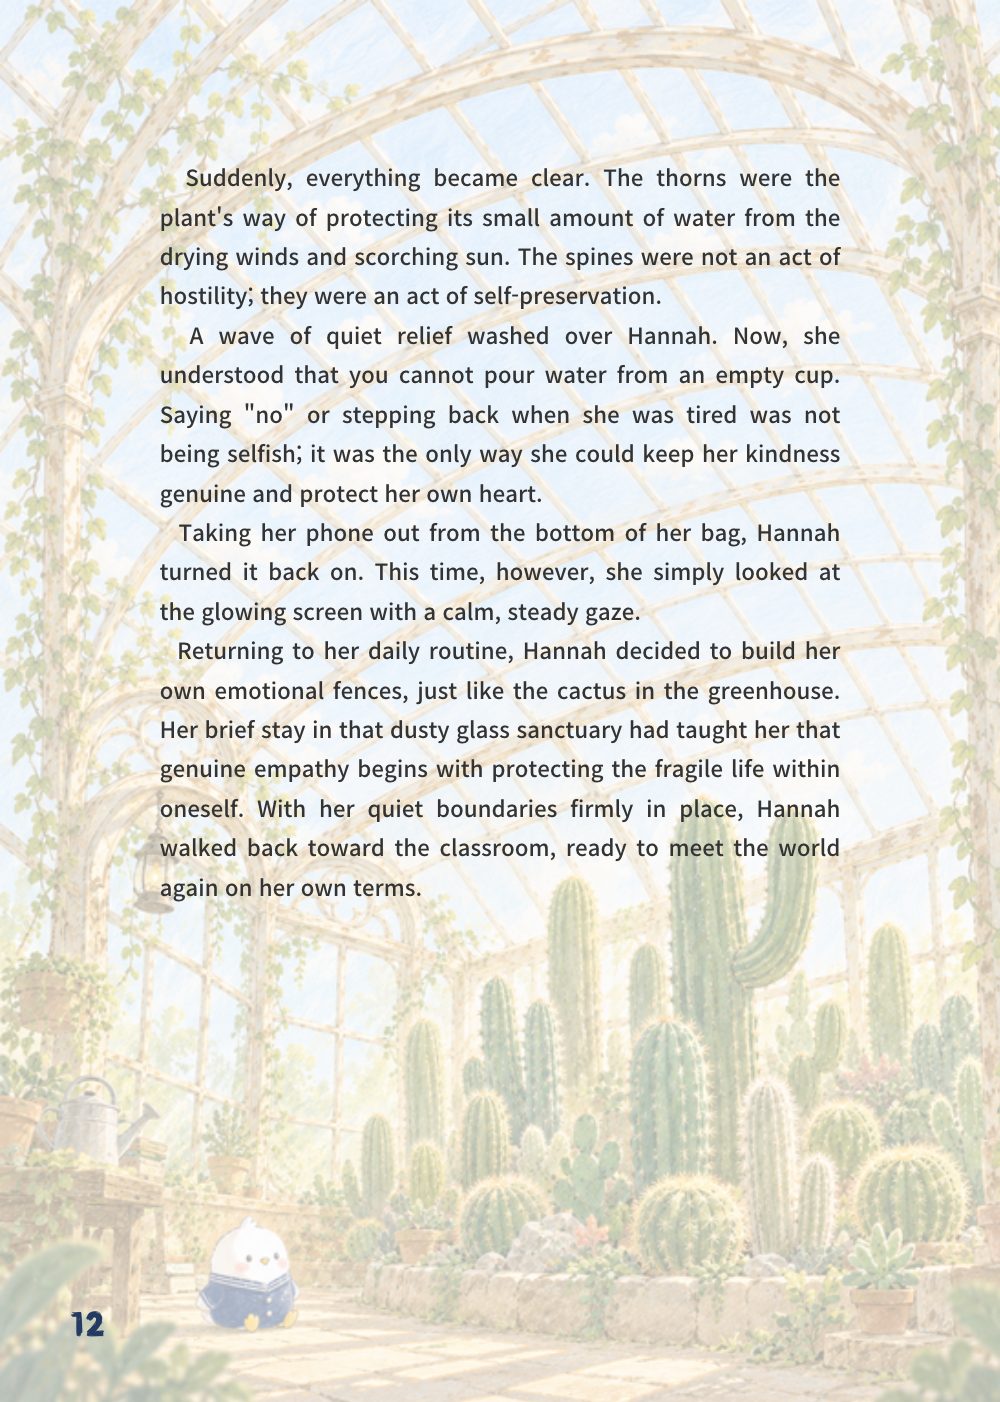 Suddenly, everything became clear. The thorns were the
plant's way of protecting its small amount of water from the
drying winds and scorching sun. The spines were not an act of
hostility; they were an act of self-preservation.
A wave of quiet relief washed over Hannah. Now, she
understood that you cannot pour water from an empty cup.
Saying "no" or stepping back when she was tired was not
being selfish; it was the only way she could keep her kindness
genuine and protect her own heart.
Taking her phone out from the bottom of her bag, Hannah
turned it back on. This time, however, she simply looked at
the glowing screen with a calm, steady gaze.
Returning to her daily routine, Hannah decided to build her
own emotional fences, just like the cactus in the greenhouse.
Her brief stay in that dusty glass sanctuary had taught her that
genuine empathy begins with protecting the fragile life within
oneself. With her quiet boundaries firmly in place, Hannah
walked back toward the classroom, ready to meet the world
again on her own terms.
12